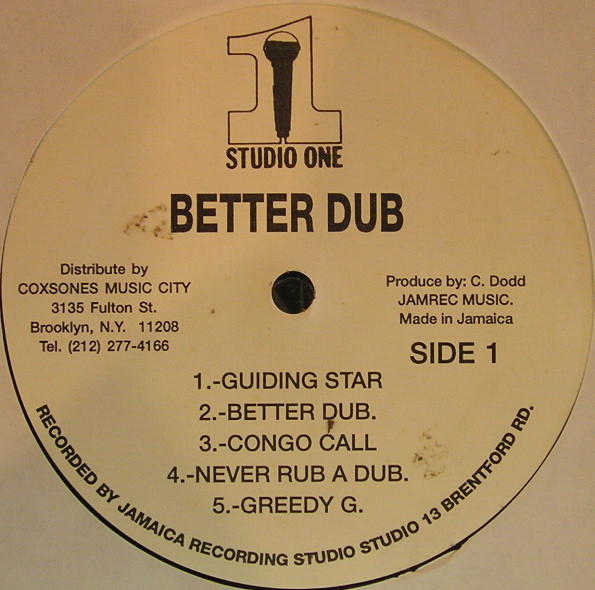 1
STUDIO ONE
BETTER DUB
Distribute by
COXSONES MUSIC CITY
3135 Fulton St.
Brooklyn, N.Y. 11208
Tel. (212) 277-4166
Produce by: C. Dodd
JAMREC MUSIC.
Made in Jamaica
SIDE 1
1.-GUIDING STAR
2.-BETTER DUB.
3.-CONGO CALL
4.-NEVER RUB A DUB.
5.-GREEDY G.
RECORDED BY JAMAICA RECORDING STUDIO STUDIO 13 BRENTFORD RD.